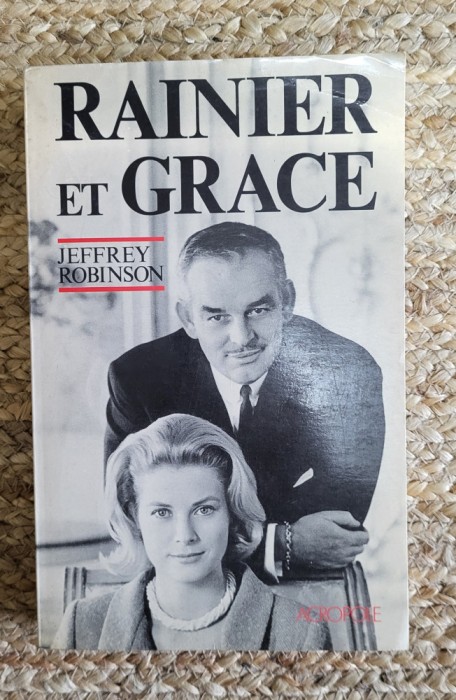 RAINIER
ET GRACE
JEFFREY
ROBINSON
ACROPOLE